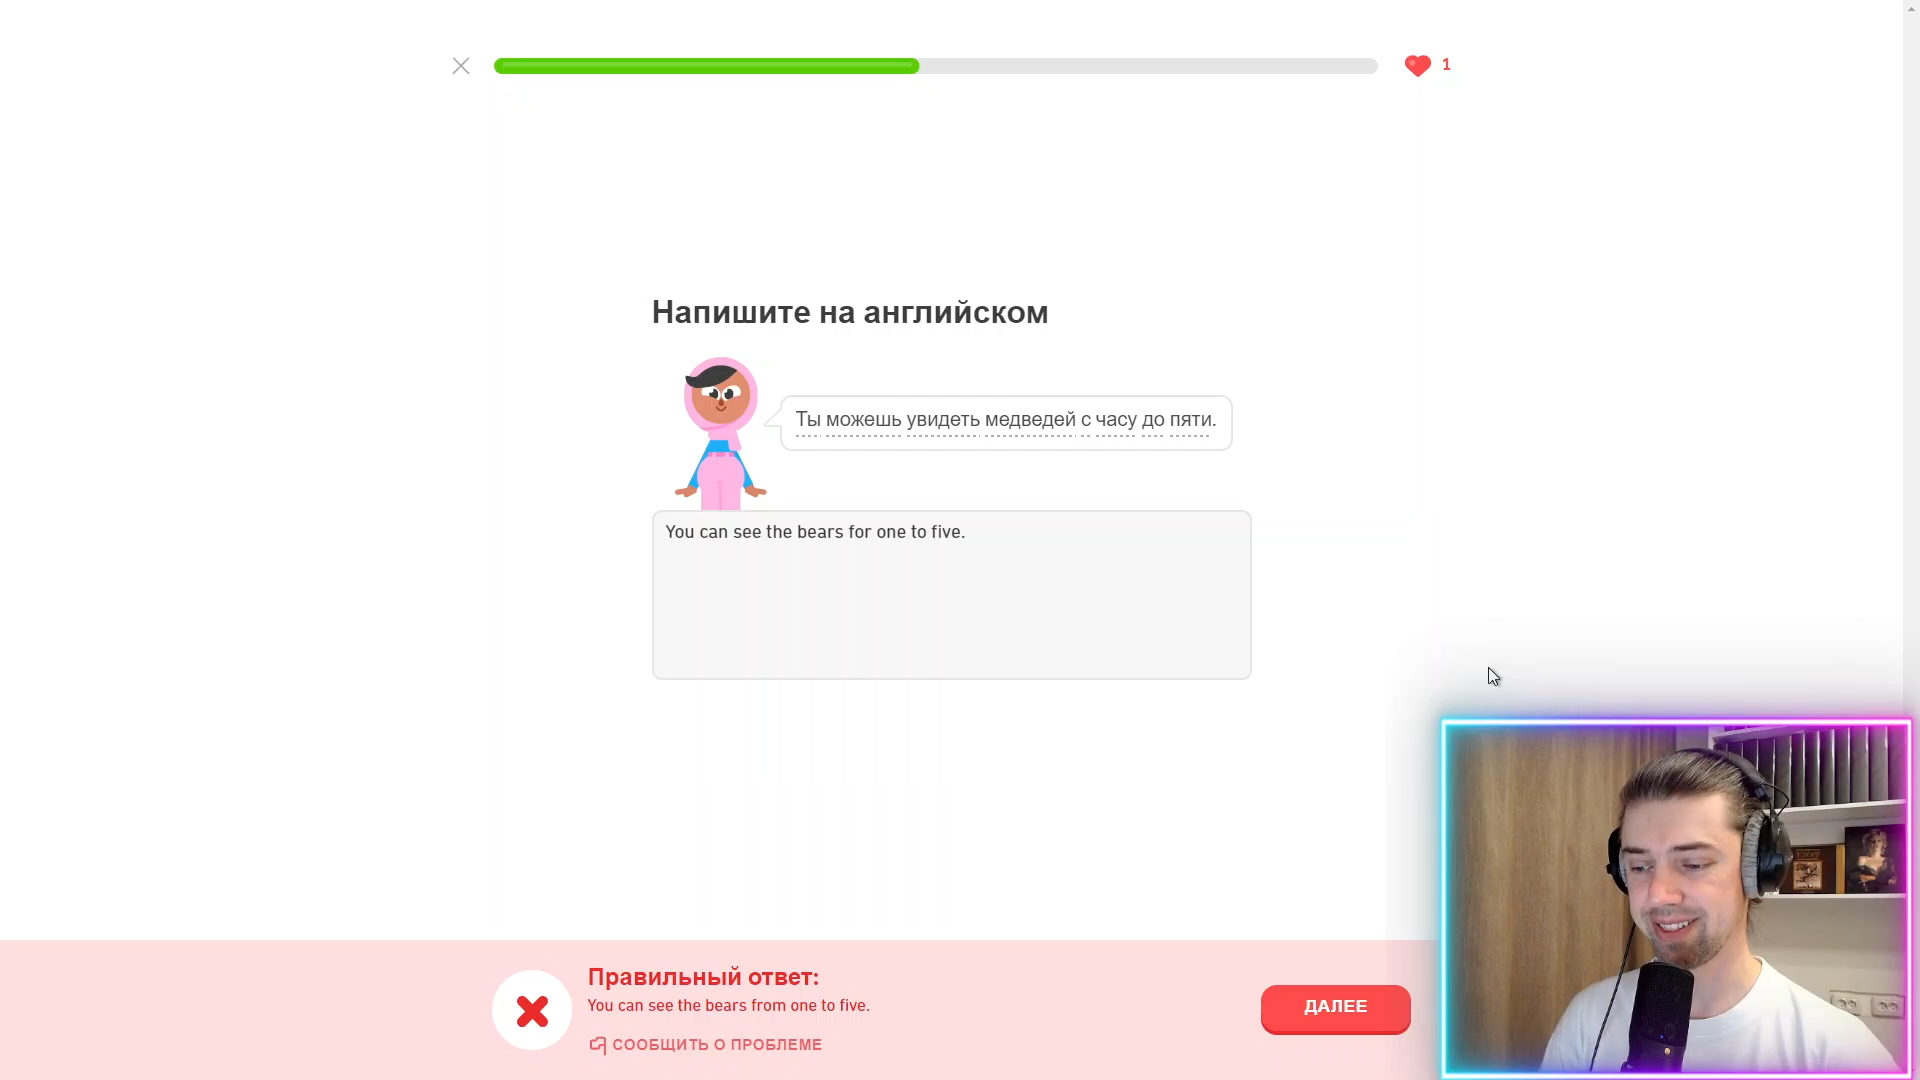 1
Напишите на английском
Ты можешь увидеть медведей с часу до пяти.
You can see the bears for one to five.
Правильный ответ:
You can see the bears from one to five.
СООБЩИТЬ О ПРОБЛЕМЕ
ДАЛЕЕ